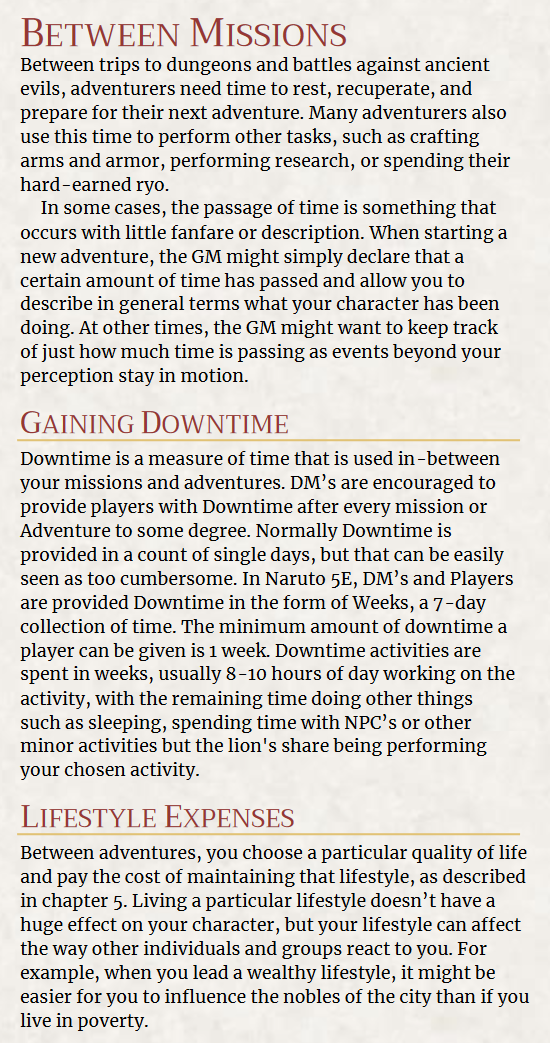 Between Missions
Between trips to dungeons and battles against ancient
evils, adventurers need time to rest, recuperate, and
prepare for their next adventure. Many adventurers also
use this time to perform other tasks, such as crafting
arms and armor, performing research, or spending their
hard-earned ryo.
In some cases, the passage of time is something that
occurs with little fanfare or description. When starting a
new adventure, the GM might simply declare that a
certain amount of time has passed and allow you to
describe in general terms what your character has been
doing. At other times, the GM might want to keep track
of just how much time is passing as events beyond your
perception stay in motion.
Gaining Downtime
Downtime is a measure of time that is used in-between
your missions and adventures. DM’s are encouraged to
provide players with Downtime after every mission or
Adventure to some degree. Normally Downtime is
provided in a count of single days, but that can be easily
seen as too cumbersome. In Naruto 5E, DM’s and Players
are provided Downtime in the form of Weeks, a 7-day
collection of time. The minimum amount of downtime a
player can be given is 1 week. Downtime activities are
spent in weeks, usually 8-10 hours of day working on the
activity, with the remaining time doing other things
such as sleeping, spending time with NPC’s or other
minor activities but the lion's share being performing
your chosen activity.
Lifestyle Expenses
Between adventures, you choose a particular quality of life
and pay the cost of maintaining that lifestyle, as described
in chapter 5. Living a particular lifestyle doesn’t have a
huge effect on your character, but your lifestyle can affect
the way other individuals and groups react to you. For
example, when you lead a wealthy lifestyle, it might be
easier for you to influence the nobles of the city than if you
live in poverty.